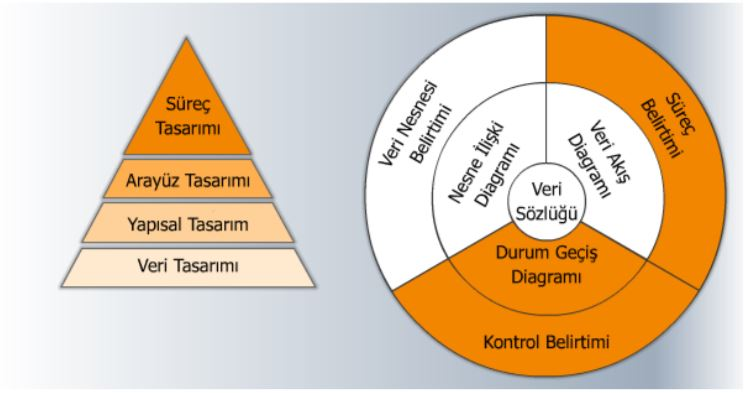 Süreç
Tasarımı
Arayüz Tasarımı
Yapısal Tasarım
Veri Tasarımı
Veri Nesnesi
Belirtimi
Nesne İlişki
Diagramı
Veri Akış
Diagramı
Süreç
Belirtimi
Veri
Sözlüğü
Durum Geçiş
Diagramı
Kontrol Belirtimi